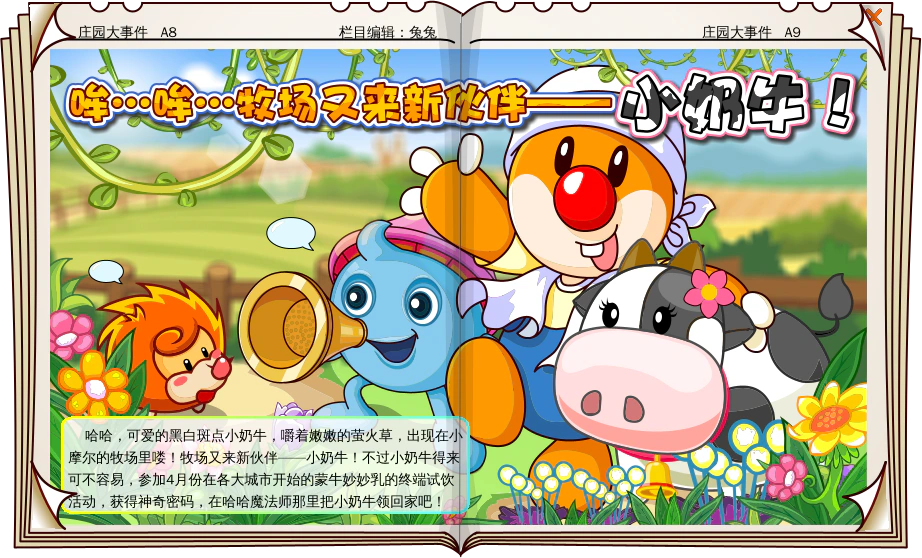 庄园大事件 A8
栏目编辑：兔兔
庄园大事件 A9
哞…哞…牧场又来新伙伴——小奶牛！
哈哈，可爱的黑白斑点小奶牛，嚼着嫩嫩的萤火草，出现在小
摩尔的牧场里喽！牧场又来新伙伴——小奶牛！不过小奶牛得来
可不容易，参加4月份在各大城市开始的蒙牛妙妙乳的终端试饮
活动，获得神奇密码，在哈哈魔法师那里把小奶牛领回家吧！